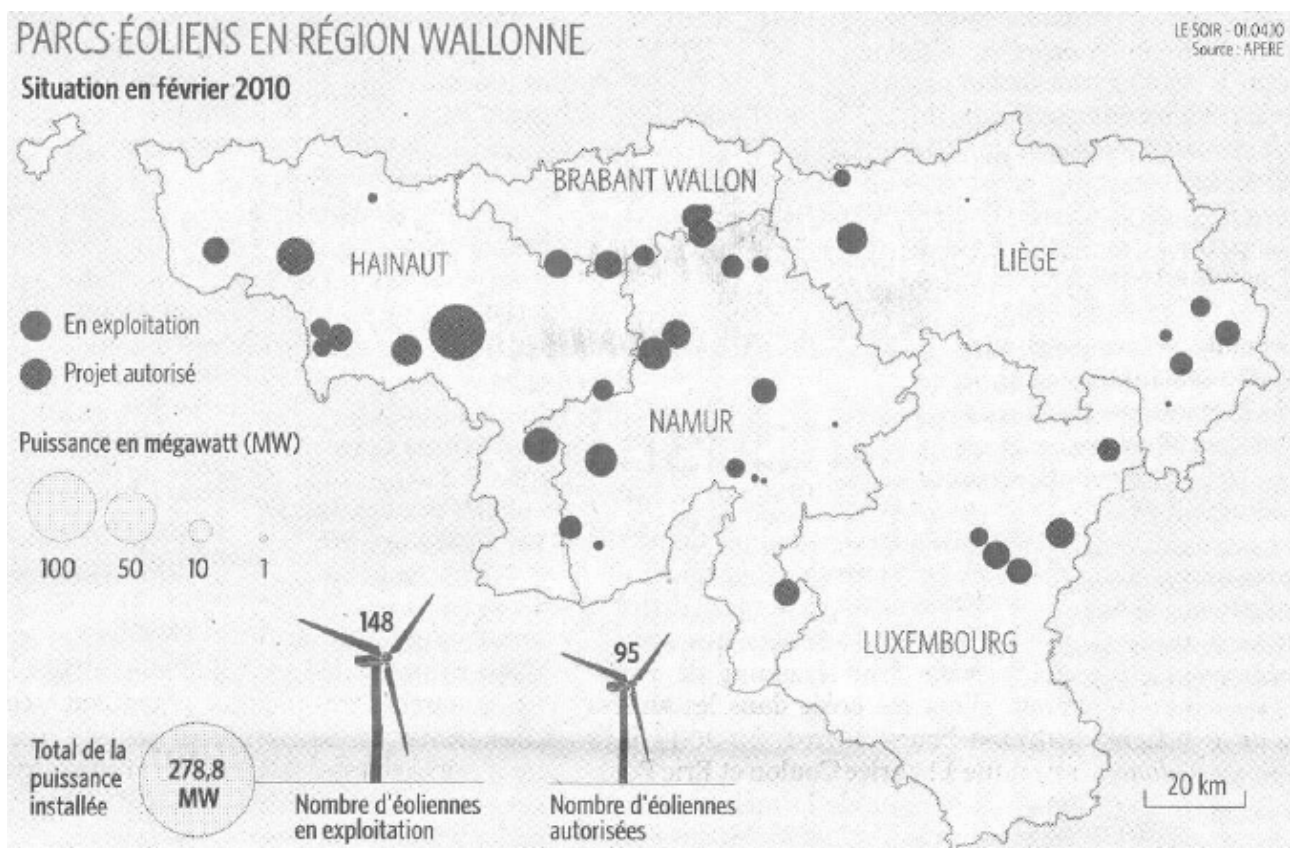 PARCS ÉOLIENS EN RÉGION WALLONNE
LE SOIR - 01.04.10
Source : APERE
Situation en février 2010
BRABANT WALLON
HAINAUT
LIÈGE
En exploitation
Projet autorisé
NAMUR
Puissance en mégawatt (MW)
100 50 10 1
LUXEMBOURG
148
95
Total de la
puissance
installée
278,8
MW
Nombre d'éoliennes
en exploitation
Nombre d'éoliennes
autorisées
20 km